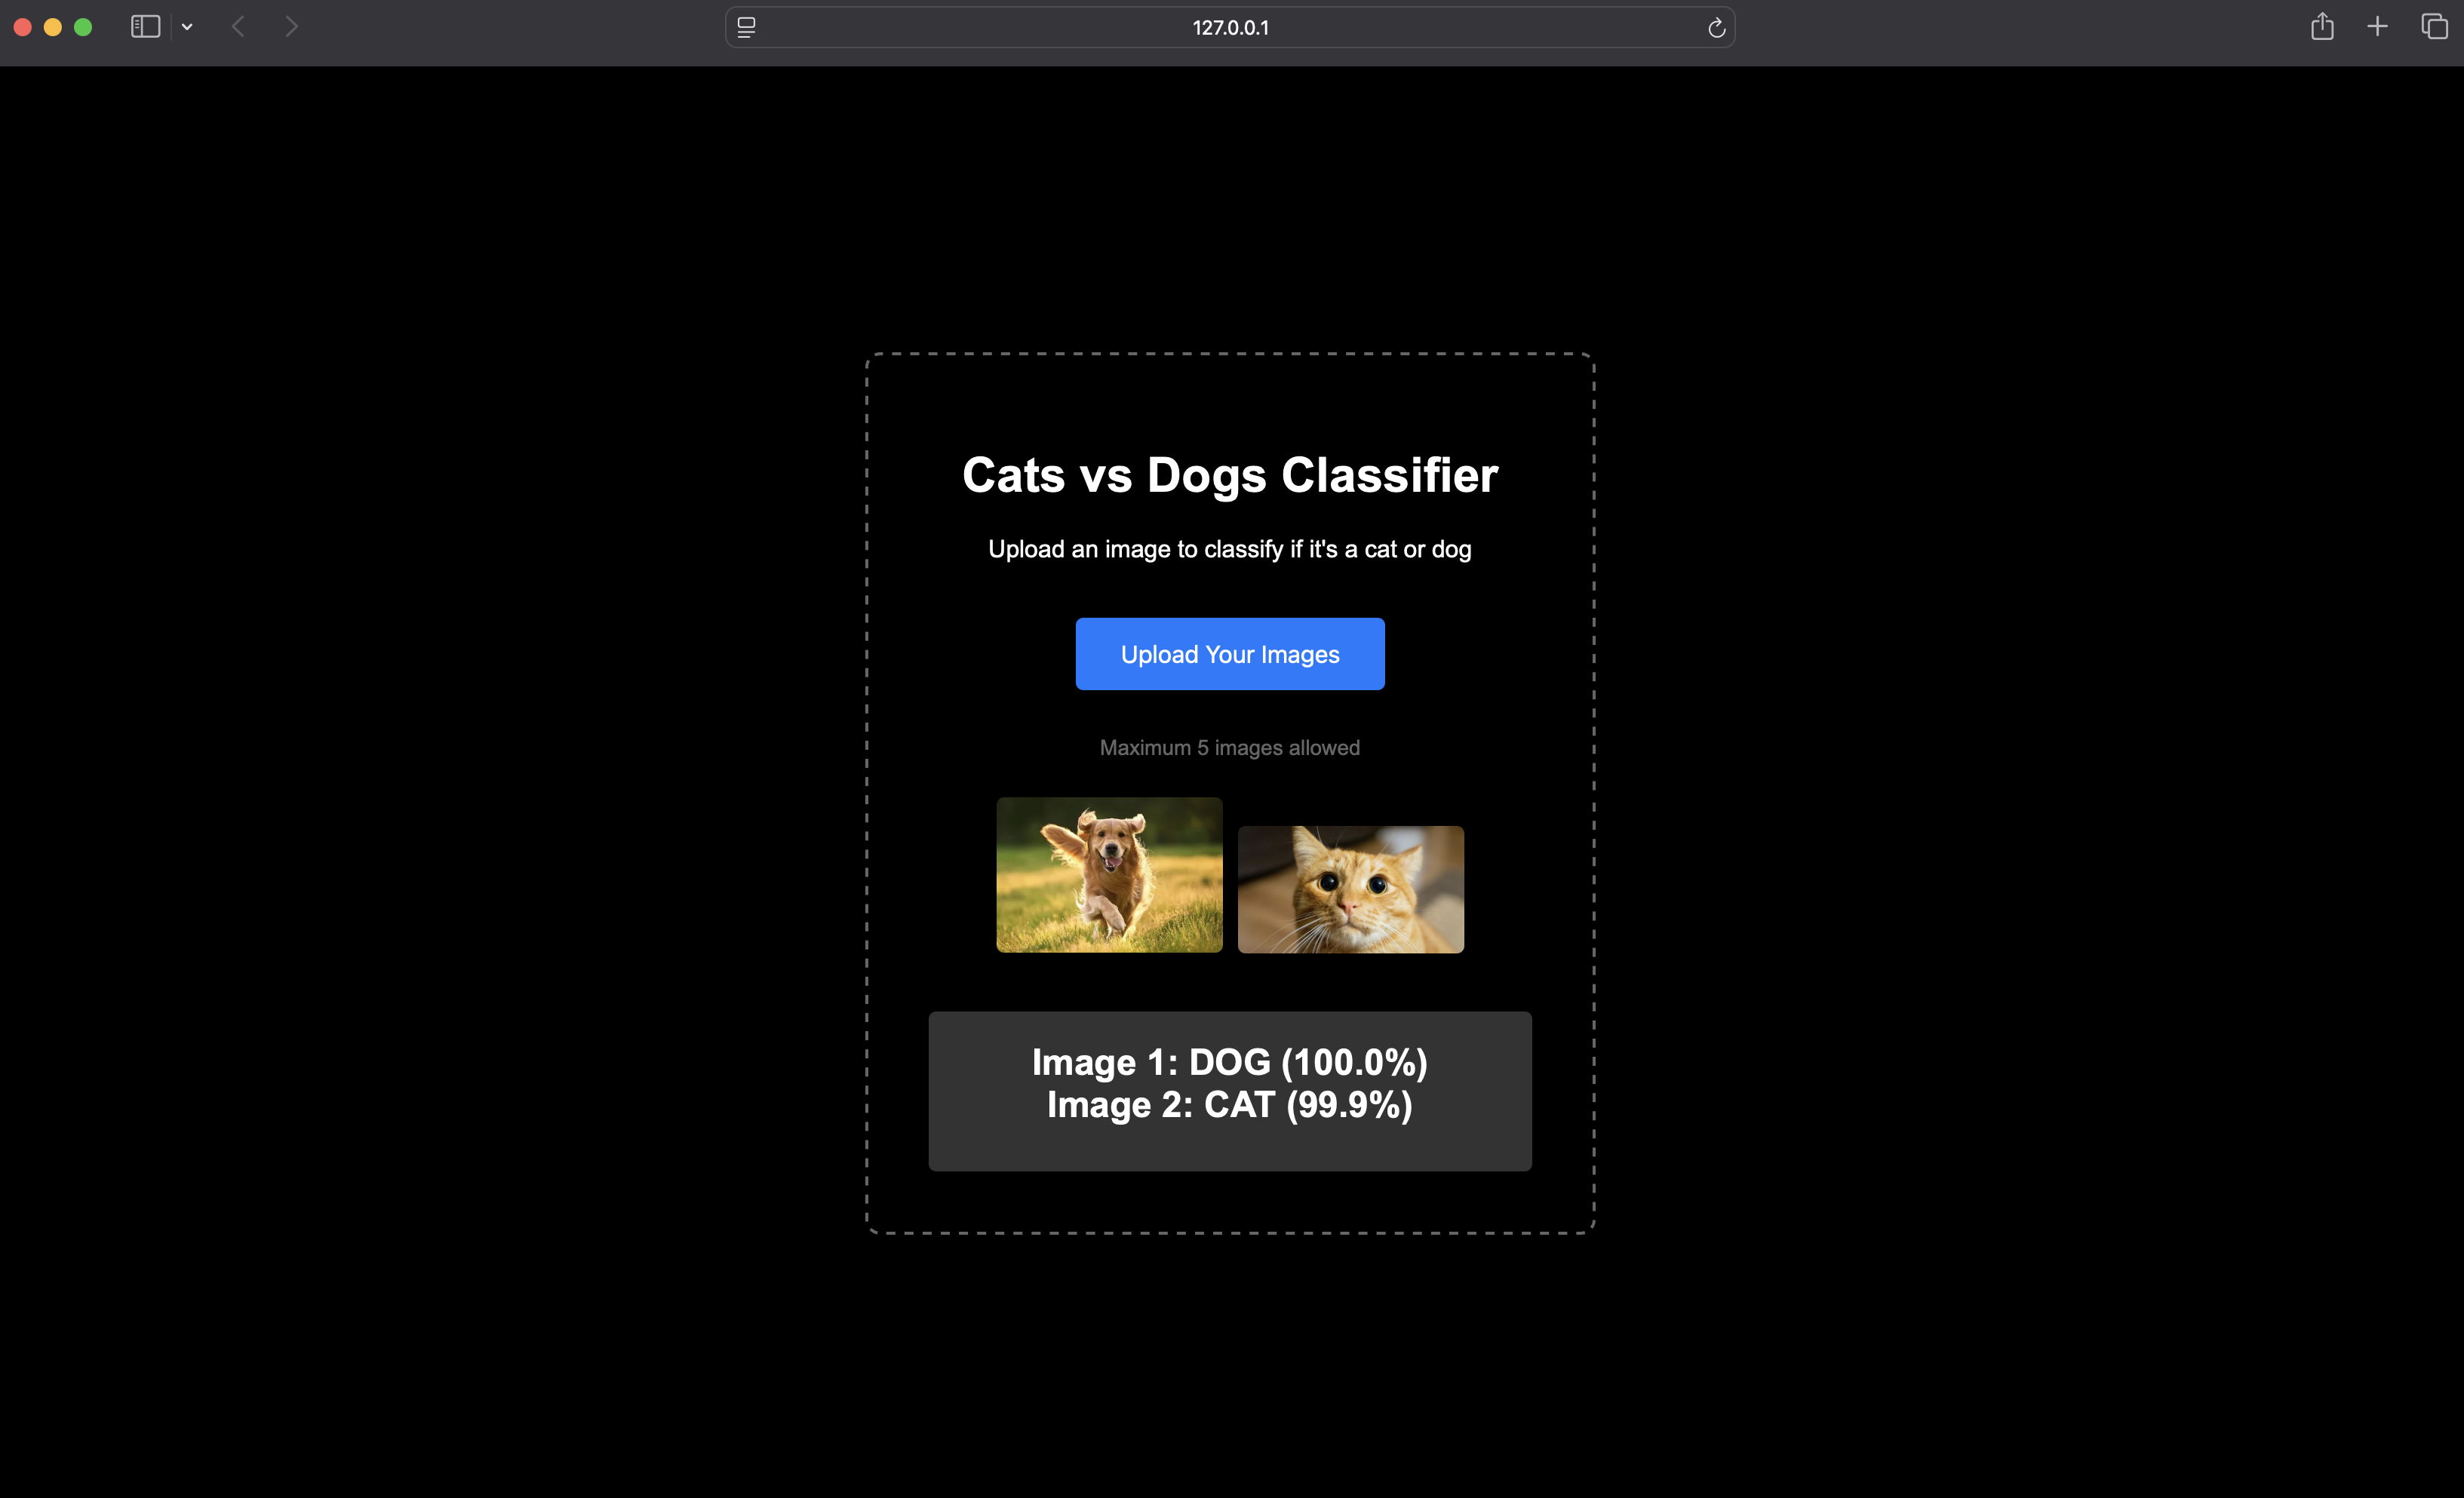 127.0.0.1
Cats vs Dogs Classifier
Upload an image to classify if it's a cat or dog
Upload Your Images
Maximum 5 images allowed
Image 1: DOG (100.0%)
Image 2: CAT (99.9%)